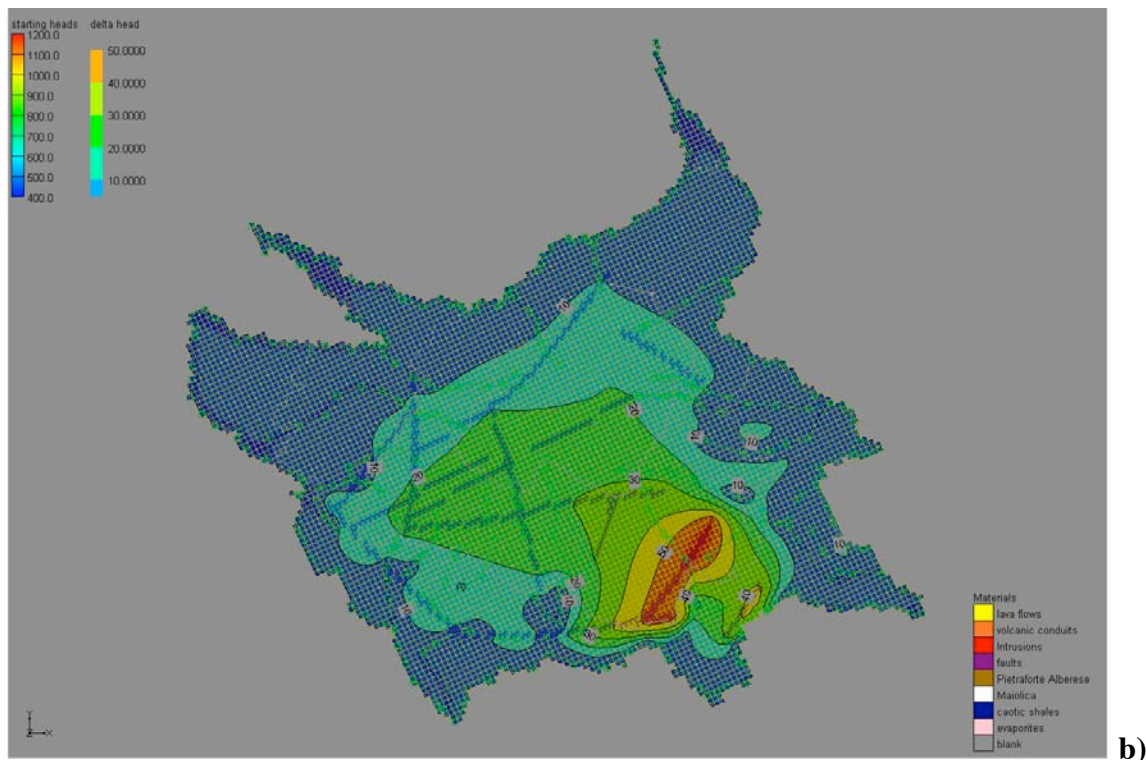 starting heads delta head
1200.0
1100.0
1000.0
900.0
800.0
700.0
600.0
500.0
400.0
50.0000
40.0000
30.0000
20.0000
10.0000
10
20
10
10
20
30
10
10
10
50
40
40
10
20
10
30
Materials
lava flows
volcanic conduits
Intrusions
faults
Pietraforte Alberese
Maiolica
caotic shales
evaporites
blank
Y
Z
X
b)